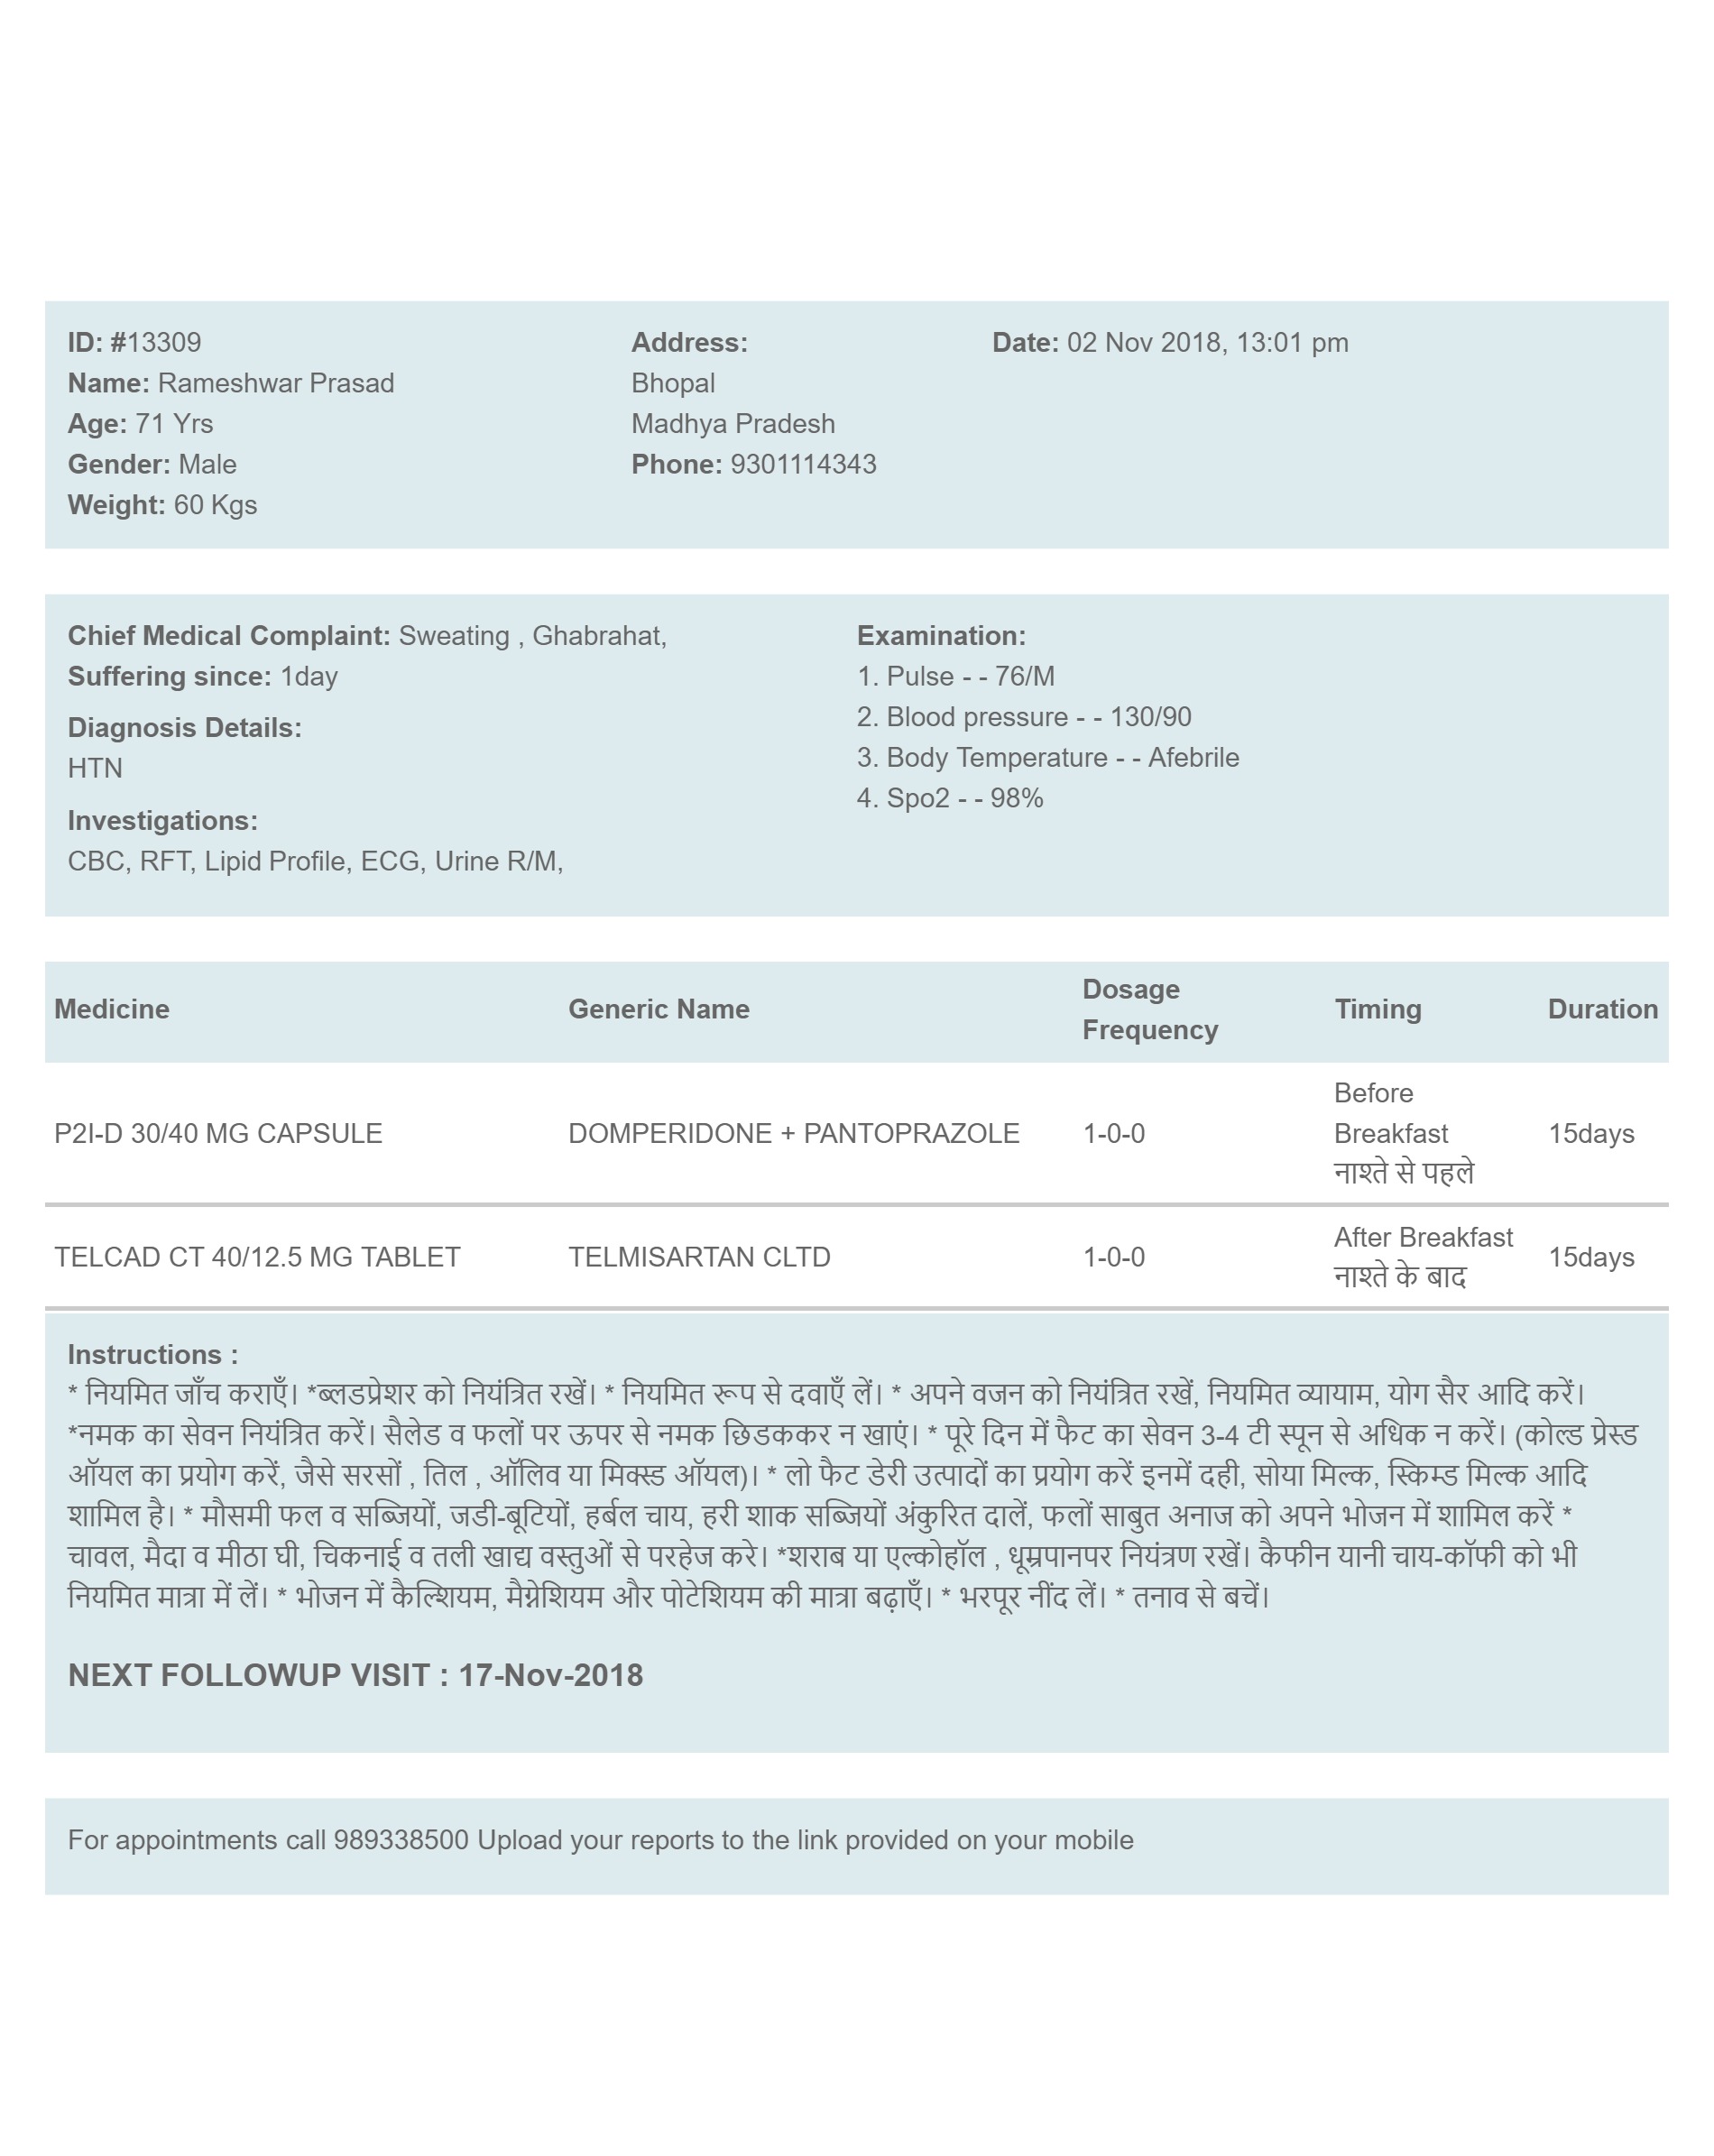 ID: #13309
Name: Rameshwar Prasad
Age: 71 Yrs
Gender: Male
Weight: 60 Kgs
Address:
Bhopal
Madhya Pradesh
Phone: 9301114343
Date: 02 Nov 2018, 13:01 pm
Chief Medical Complaint: Sweating , Ghabrahat,
Suffering since: 1day
Diagnosis Details:
HTN
Investigations:
CBC, RFT, Lipid Profile, ECG, Urine R/M,
Examination:
1. Pulse - - 76/M
2. Blood pressure - - 130/90
3. Body Temperature - - Afebrile
4. Spo2 - - 98%
Medicine Generic Name Dosage Frequency Timing Duration
P2I-D 30/40 MG CAPSULE DOMPERIDONE + PANTOPRAZOLE 1-0-0 Before Breakfast नाश्ते से पहले 15days
TELCAD CT 40/12.5 MG TABLET TELMISARTAN CLTD 1-0-0 After Breakfast नाश्ते के बाद 15days
Instructions :
* नियमित जाँच कराएँ। *ब्लडप्रेशर को नियंत्रित रखें। * नियमित रूप से दवाएँ लें। * अपने वजन को नियंत्रित रखें, नियमित व्यायाम, योग सैर आदि करें।
*नमक का सेवन नियंत्रित करें। सैलेड व फलों पर ऊपर से नमक छिडककर न खाएं। * पूरे दिन में फैट का सेवन 3-4 टी स्पून से अधिक न करें। (कोल्ड प्रेस्ड
ऑयल का प्रयोग करें, जैसे सरसों , तिल , ऑलिव या मिक्स्ड ऑयल)। * लो फैट डेरी उत्पादों का प्रयोग करें इनमें दही, सोया मिल्क, स्किम्ड मिल्क आदि
शामिल है। * मौसमी फल व सब्जियों, जडी-बूटियों, हर्बल चाय, हरी शाक सब्जियों अंकुरित दालें, फलों साबुत अनाज को अपने भोजन में शामिल करें *
चावल, मैदा व मीठा घी, चिकनाई व तली खाद्य वस्तुओं से परहेज करे। *शराब या एल्कोहॉल , धूम्रपानपर नियंत्रण रखें। कैफीन यानी चाय-कॉफी को भी
नियमित मात्रा में लें। * भोजन में कैल्शियम, मैग्नेशियम और पोटेशियम की मात्रा बढ़ाएँ। * भरपूर नींद लें। * तनाव से बचें।
NEXT FOLLOWUP VISIT : 17-Nov-2018
For appointments call 989338500 Upload your reports to the link provided on your mobile